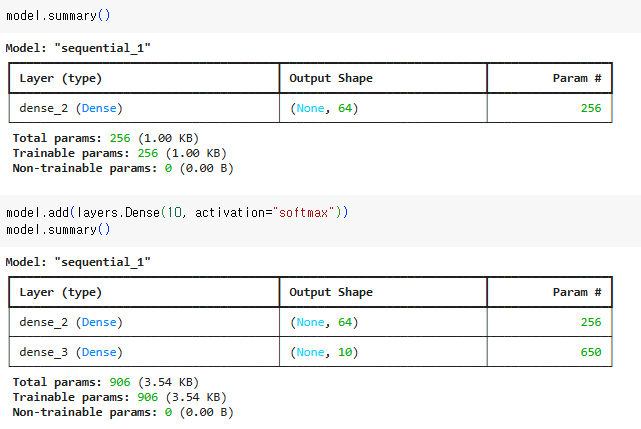 model.summary()
Model: "sequential_1"
Layer (type) Output Shape Param #
dense_2 (Dense) (None, 64) 256
Total params: 256 (1.00 KB)
Trainable params: 256 (1.00 KB)
Non-trainable params: 0 (0.00 B)
model.add(layers.Dense(10, activation="softmax"))
model.summary()
Model: "sequential_1"
Layer (type) Output Shape Param #
dense_2 (Dense) (None, 64) 256
dense_3 (Dense) (None, 10) 650
Total params: 906 (3.54 KB)
Trainable params: 906 (3.54 KB)
Non-trainable params: 0 (0.00 B)